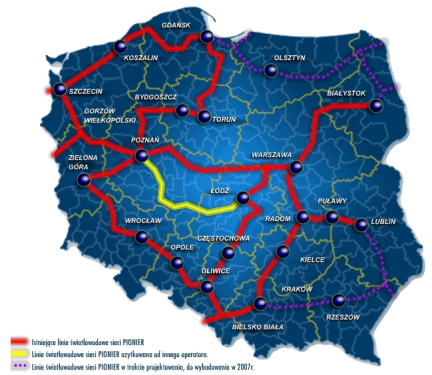 GDAŃSK
KOSZALIN
OLSZTYN
SZCZECIN
BYDGOSZCZ
BIAŁYSTOK
GORZÓW
WIELKOPOLSKI
TORUŃ
POZNAŃ
ZIELONA
GÓRA
WARSZAWA
ŁÓDŹ
PUŁAWY
WROCŁAW
RADOM
LUBLIN
CZĘSTOCHOWA
OPOLE
KIELCE
GLIWICE
KRAKÓW
RZESZÓW
BIELSKO BIAŁA
Istniejące linie światłowodowe sieci PIONIER
Linie światłowodowe sieci PIONIER uzytkowana od innego operatora.
Linie światłowodowe sieci PIONIER w trakcie projektowania, do wybudowania w 2007r.